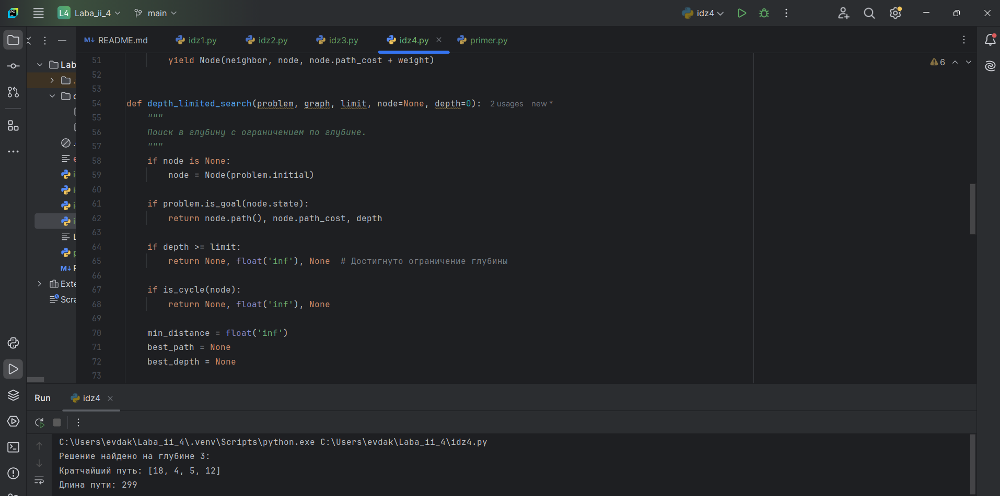 L4 Laba_ii_4 main idz4
README.md idz1.py idz2.py idz3.py idz4.py primer.py
6
Lab
Exte
Scra
51 yield Node(neighbor, node, node.path_cost + weight)
52
53
54 def depth_limited_search(problem, graph, limit, node=None, depth=0): 2 usages new *
55 """
56 Поиск в глубину с ограничением по глубине.
57 """
58 if node is None:
59 node = Node(problem.initial)
60
61 if problem.is_goal(node.state):
62 return node.path(), node.path_cost, depth
63
64 if depth >= limit:
65 return None, float('inf'), None # Достигнуто ограничение глубины
66
67 if is_cycle(node):
68 return None, float('inf'), None
69
70 min_distance = float('inf')
71 best_path = None
72 best_depth = None
73
Run idz4
C:\Users\evdak\Laba_ii_4\.venv\Scripts\python.exe C:\Users\evdak\Laba_ii_4\idz4.py
Решение найдено на глубине 3:
Кратчайший путь: [18, 4, 5, 12]
Длина пути: 299